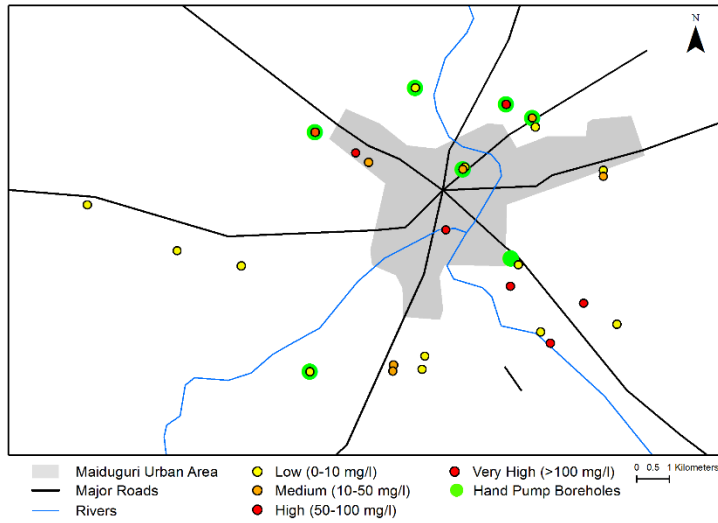 N
Maiduguri Urban Area
Low (0-10 mg/l)
Very High (>100 mg/l)
0 0.5 1 Kilometers
Major Roads
Medium (10-50 mg/l)
Hand Pump Boreholes
Rivers
High (50-100 mg/l)